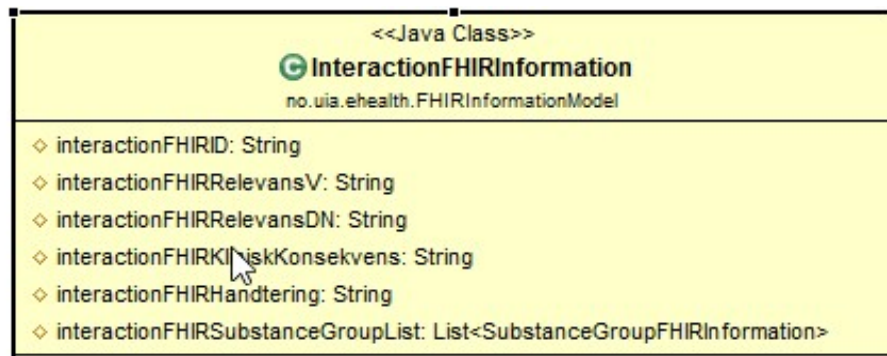 <<Java Class>>
C InteractionFHIRInformation
no.uia.ehealth.FHIRInformationModel
interactionFHIRID: String
interactionFHIRRelevansV: String
interactionFHIRRelevansDN: String
interactionFHIRKliniskKonsekvens: String
interactionFHIRHandtering: String
interactionFHIRSubstanceGroupList: List<SubstanceGroupFHIRInformation>